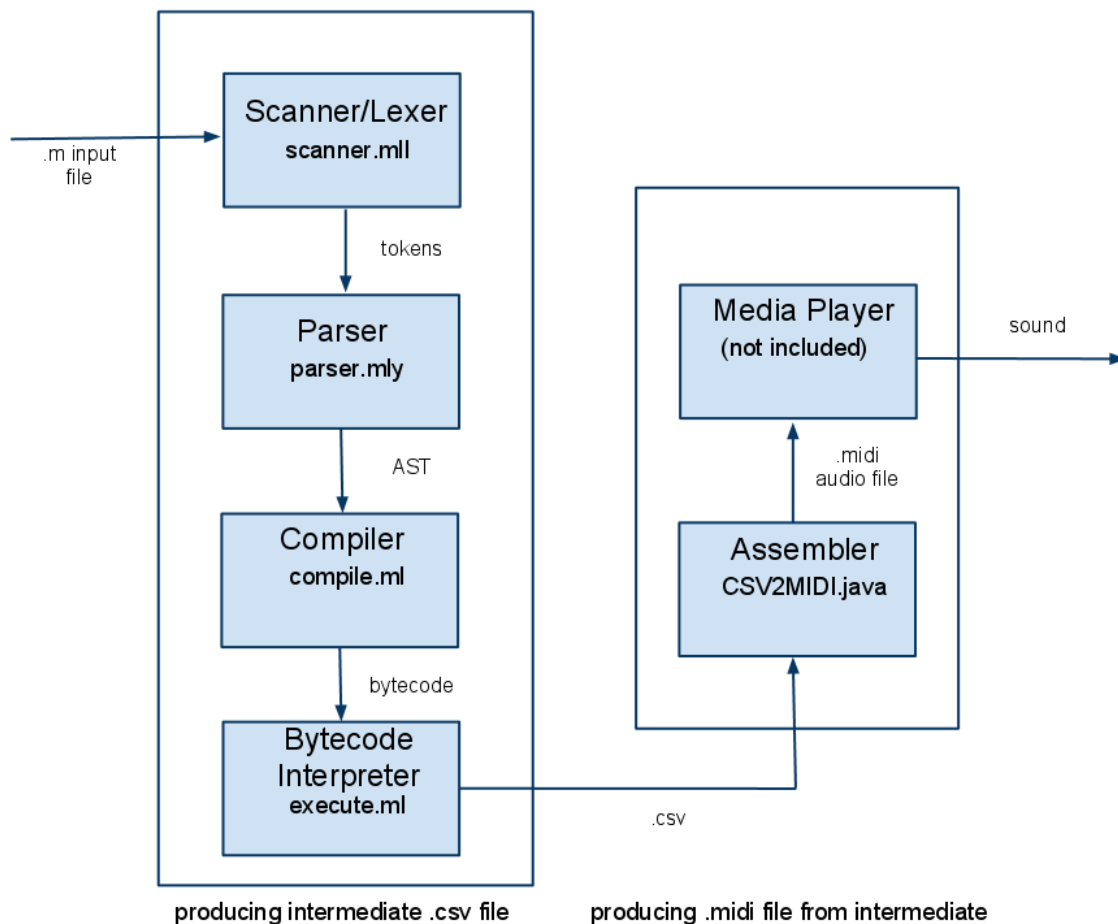 Scanner/Lexer
scanner.mll
.m input
file
tokens
Parser
parser.mly
AST
Compiler
compile.ml
bytecode
Bytecode
Interpreter
execute.ml
.csv
Media Player
(not included)
sound
.midi
audio file
Assembler
CSV2MIDI.java
producing intermediate .csv file
producing .midi file from intermediate